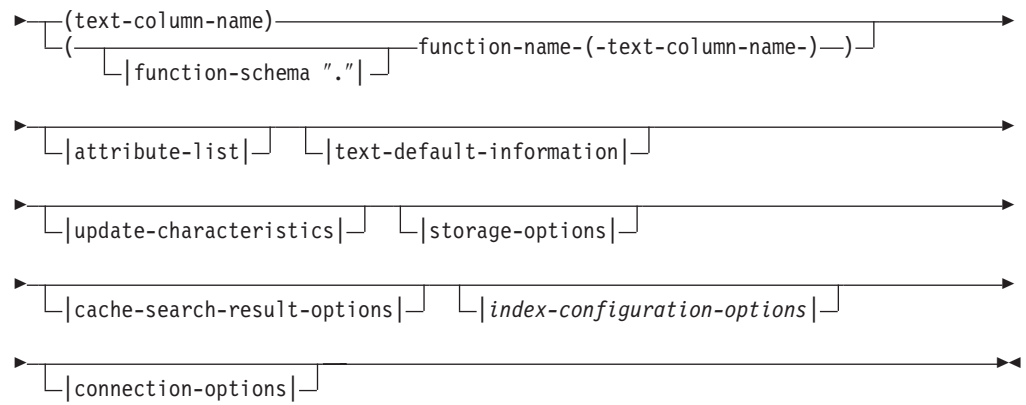 (text-column-name)
( function-name-(-text-column-name-) )
|function-schema "."|
|attribute-list| |text-default-information|
|update-characteristics| |storage-options|
|cache-search-result-options| |index-configuration-options|
|connection-options|